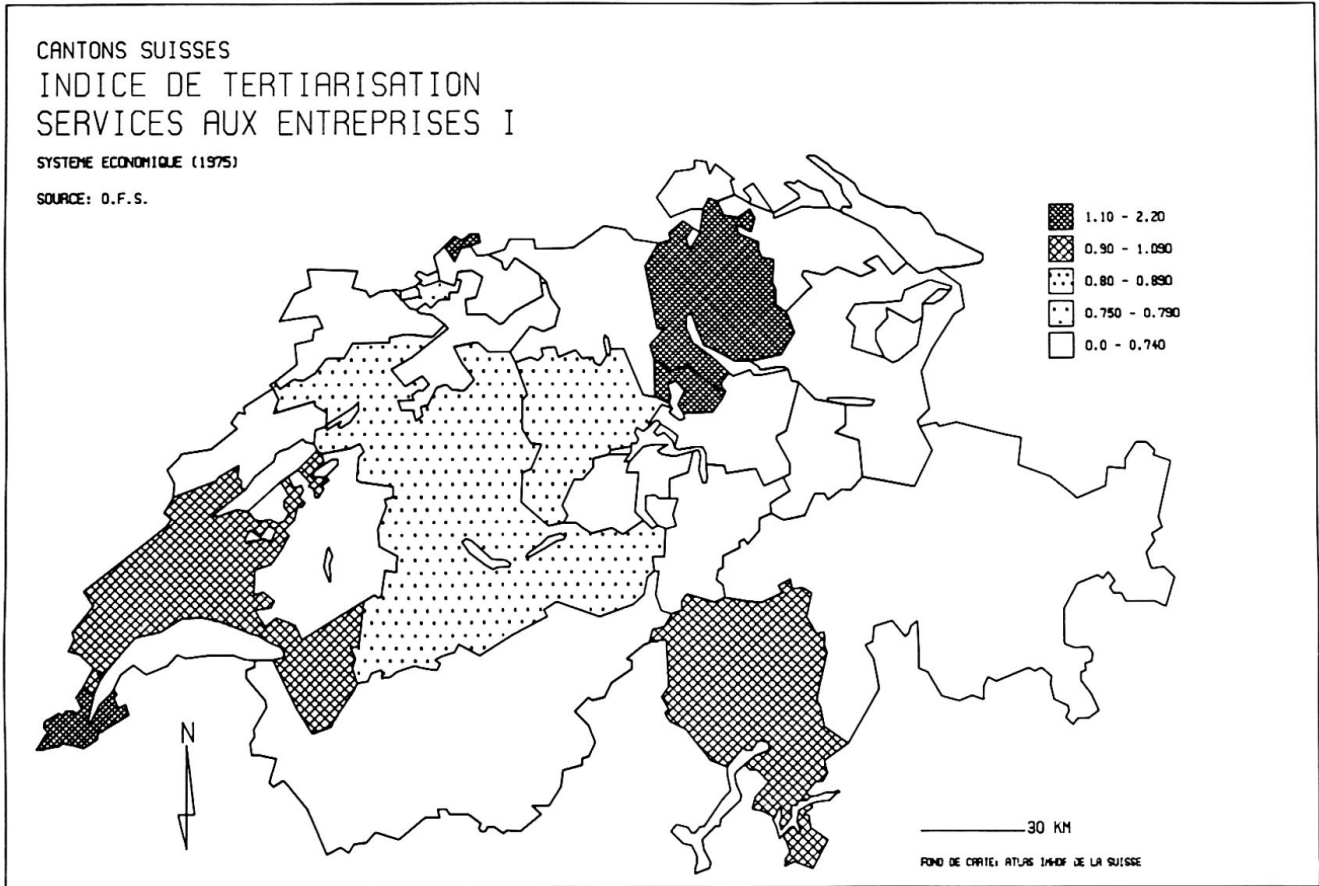 CANTONS SUISSES
INDICE DE TERTIARISATION
SERVICES AUX ENTREPRISES I
SYSTEME ECONOMIQUE (1975)
SOURCE: O.F.S.
1.10 - 2.20
0.90 - 1.090
0.80 - 0.890
0.750 - 0.790
0.0 - 0.740
N
30 KM
FOND DE CARTE: ATLAS IMHOF DE LA SUISSE